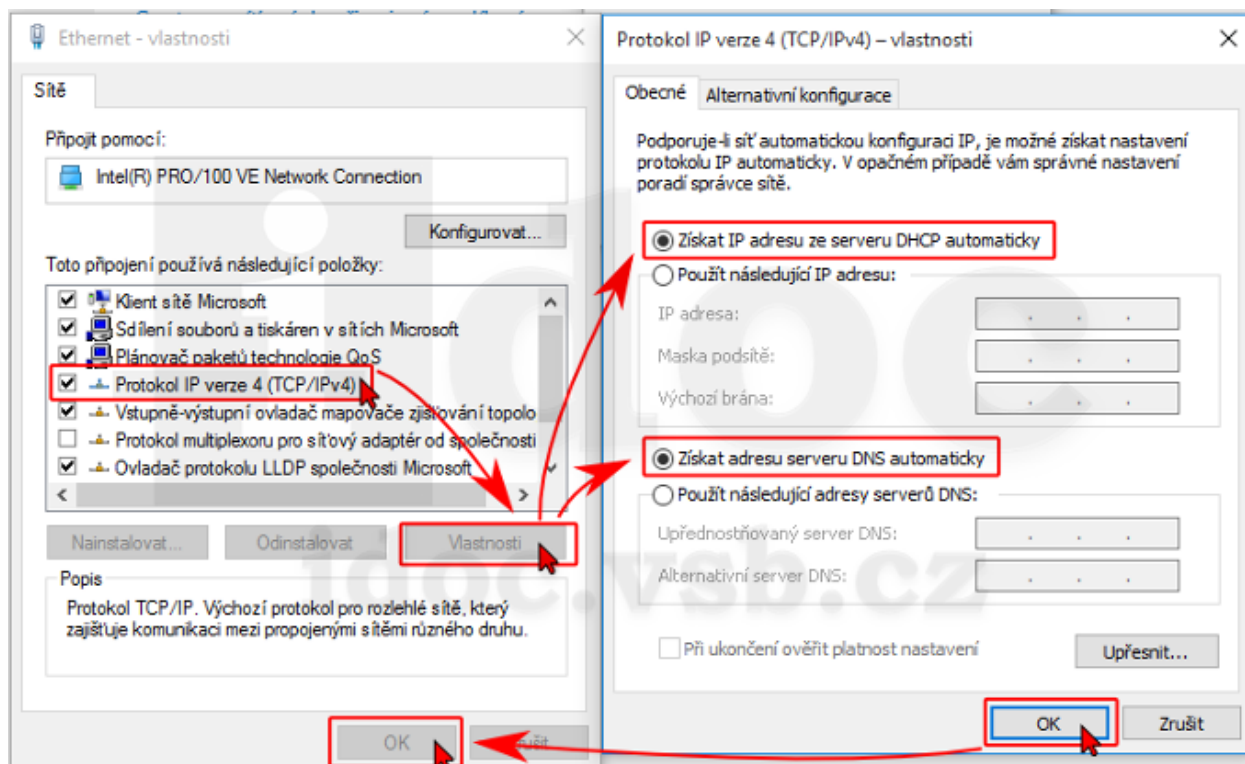 Ethernet - vlastnosti
Sítě
Připojit pomocí:
Intel(R) PRO/100 VE Network Connection
Konfigurovat...
Toto připojení používá následující položky:
Klient sítě Microsoft
Sdílení souborů a tiskáren v sítích Microsoft
Plánovač paketů technologie QoS
Protokol IP verze 4 (TCP/IPv4)
Vstupně-výstupní ovladač mapovače zjišťování topolo
Protokol multiplexoru pro síťový adaptér od společnosti
Ovladač protokolu LLDP společnosti Microsoft
Nainstalovat...
Odinstalovat
Vlastnosti
Popis
Protokol TCP/IP. Výchozí protokol pro rozlehlé sítě, který
zajišťuje komunikaci mezi propojenými sítěmi různého druhu.
OK
Zrušit
Protokol IP verze 4 (TCP/IPv4) – vlastnosti
Obecné
Alternativní konfigurace
Podporuje-li síť automatickou konfiguraci IP, je možné získat nastavení
protokolu IP automaticky. V opačném případě vám správné nastavení
poradí správce sítě.
Získat IP adresu ze serveru DHCP automaticky
Použít následující IP adresu:
IP adresa:
Maska podsítě:
Výchozí brána:
Získat adresu serveru DNS automaticky
Použít následující adresy serverů DNS:
Upřednostňovaný server DNS:
Alternativní server DNS:
Při ukončení ověřit platnost nastavení
Upřesnit...
OK
Zrušit
idoc
idoc.vsb.cz